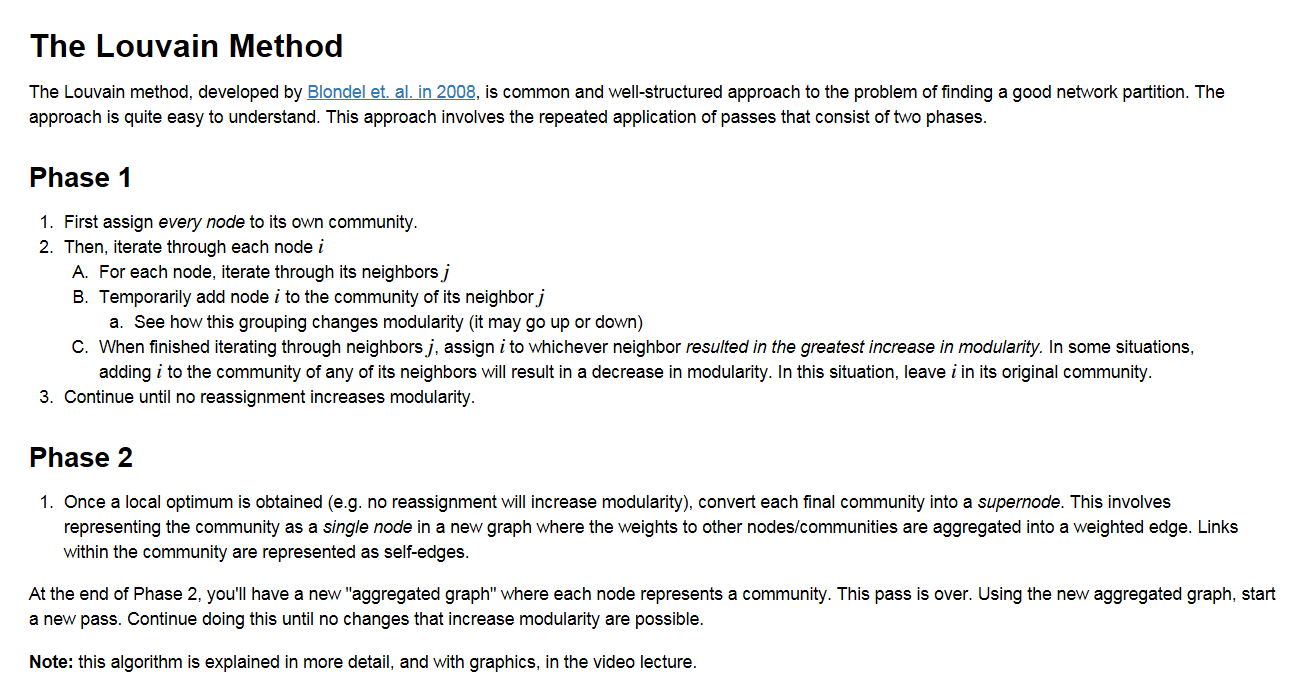 The Louvain Method
The Louvain method, developed by Blondel et. al. in 2008, is common and well-structured approach to the problem of finding a good network partition. The
approach is quite easy to understand. This approach involves the repeated application of passes that consist of two phases.
Phase 1
1. First assign every node to its own community.
2. Then, iterate through each node i
A. For each node, iterate through its neighbors j
B. Temporarily add node i to the community of its neighbor j
a. See how this grouping changes modularity (it may go up or down)
C. When finished iterating through neighbors j, assign i to whichever neighbor resulted in the greatest increase in modularity. In some situations,
adding i to the community of any of its neighbors will result in a decrease in modularity. In this situation, leave i in its original community.
3. Continue until no reassignment increases modularity.
Phase 2
1. Once a local optimum is obtained (e.g. no reassignment will increase modularity), convert each final community into a supernode. This involves
representing the community as a single node in a new graph where the weights to other nodes/communities are aggregated into a weighted edge. Links
within the community are represented as self-edges.
At the end of Phase 2, you'll have a new "aggregated graph" where each node represents a community. This pass is over. Using the new aggregated graph, start
a new pass. Continue doing this until no changes that increase modularity are possible.
Note: this algorithm is explained in more detail, and with graphics, in the video lecture.